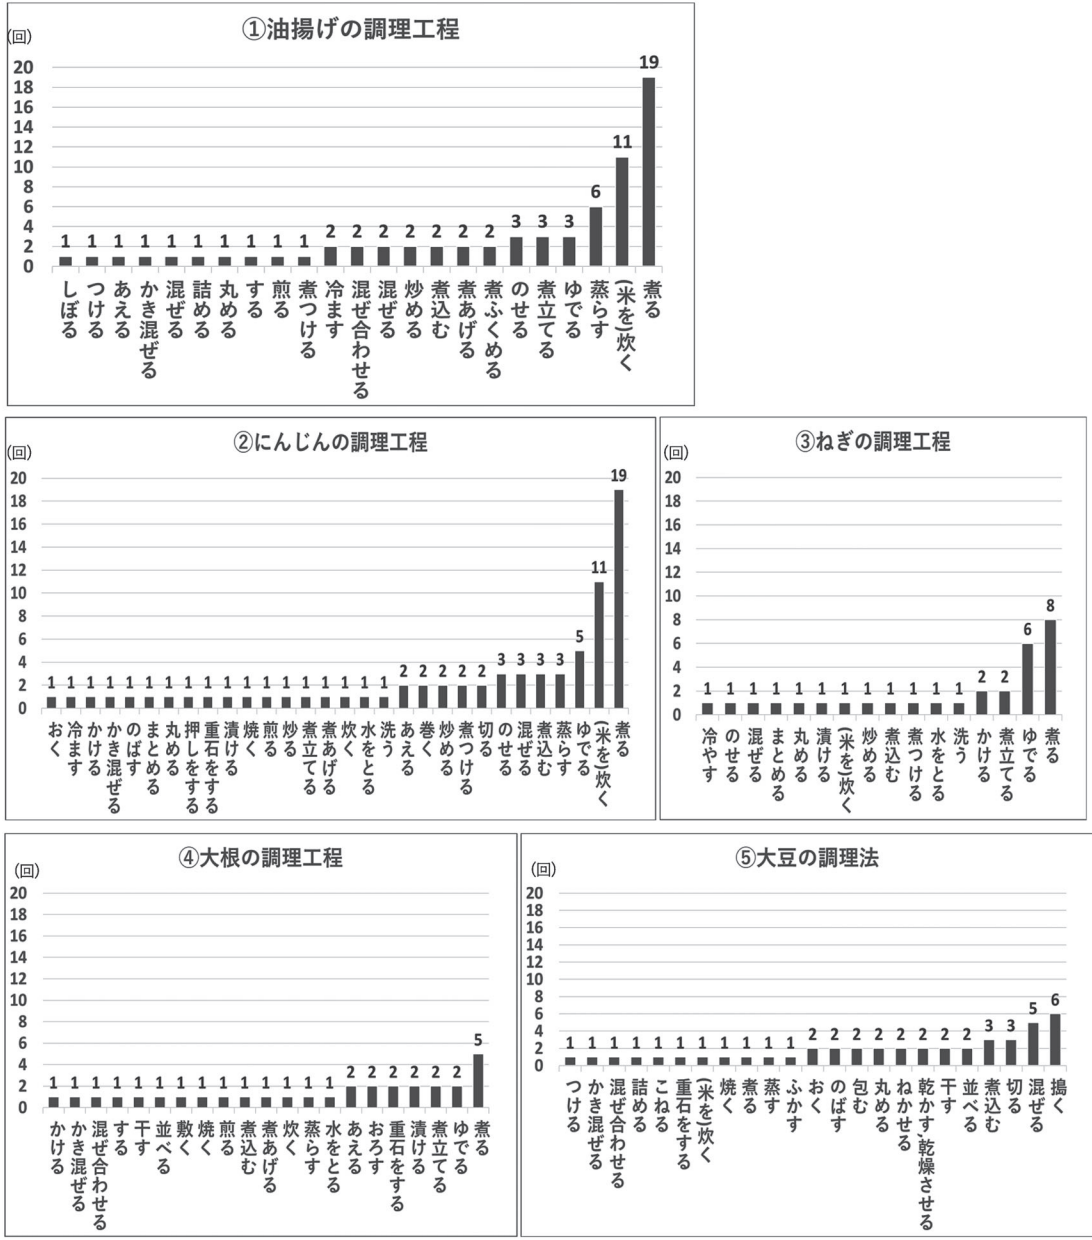 ①油揚げの調理工程
(回)
20
18
16
14
12
10
8
6
4
2
0
1 1 1 1 1 1 1 1 1 1 2 2 2 2 2 2 2 3 3 3 6 11 19
しぼる
つける
あえる
かき混ぜる
混ぜる
詰める
丸める
する
煎る
煮つける
冷ます
混ぜ合わせる
混ぜる
炒める
煮込む
煮あげる
煮ふくめる
のせる
煮立てる
ゆでる
蒸らす
(米を)炊く
煮る
②にんじんの調理工程
(回)
20
18
16
14
12
10
8
6
4
2
0
1 1 1 1 1 1 1 1 1 1 1 1 1 1 1 1 1 1 2 2 2 2 2 3 3 3 3 5 11 19
おく
冷ます
かける
かき混ぜる
のばす
まとめる
丸める
押しをする
重石をする
漬ける
焼く
煎る
炒る
煮立てる
煮あげる
炊く
水をとる
洗う
あえる
巻く
炒める
煮つける
切る
のせる
混ぜる
煮込む
蒸らす
ゆでる
(米を)炊く
煮る
③ねぎの調理工程
(回)
20
18
16
14
12
10
8
6
4
2
0
1 1 1 1 1 1 1 1 1 1 1 1 2 2 6 8
冷やす
のせる
混ぜる
まとめる
丸める
漬ける
(米を)炊く
炒める
煮込む
煮つける
水をとる
洗う
かける
煮立てる
ゆでる
煮る
④大根の調理工程
(回)
20
18
16
14
12
10
8
6
4
2
0
1 1 1 1 1 1 1 1 1 1 1 1 1 1 2 2 2 2 2 2 5
かける
かき混ぜる
混ぜ合わせる
する
干す
並べる
敷く
焼く
煎る
煮込む
煮あげる
炊く
蒸らす
水をとる
あえる
おろす
重石をする
漬ける
煮立てる
ゆでる
煮る
⑤大豆の調理法
(回)
20
18
16
14
12
10
8
6
4
2
0
1 1 1 1 1 1 1 1 1 1 1 2 2 2 2 2 2 2 2 3 3 5 6
つける
かき混ぜる
混ぜ合わせる
詰める
こねる
重石をする
(米を)炊く
焼く
煮る
蒸す
ふかす
おく
のばす
包む
丸める
ねかせる
乾かす,乾燥させる
干す
並べる
煮込む
切る
混ぜる
搗く